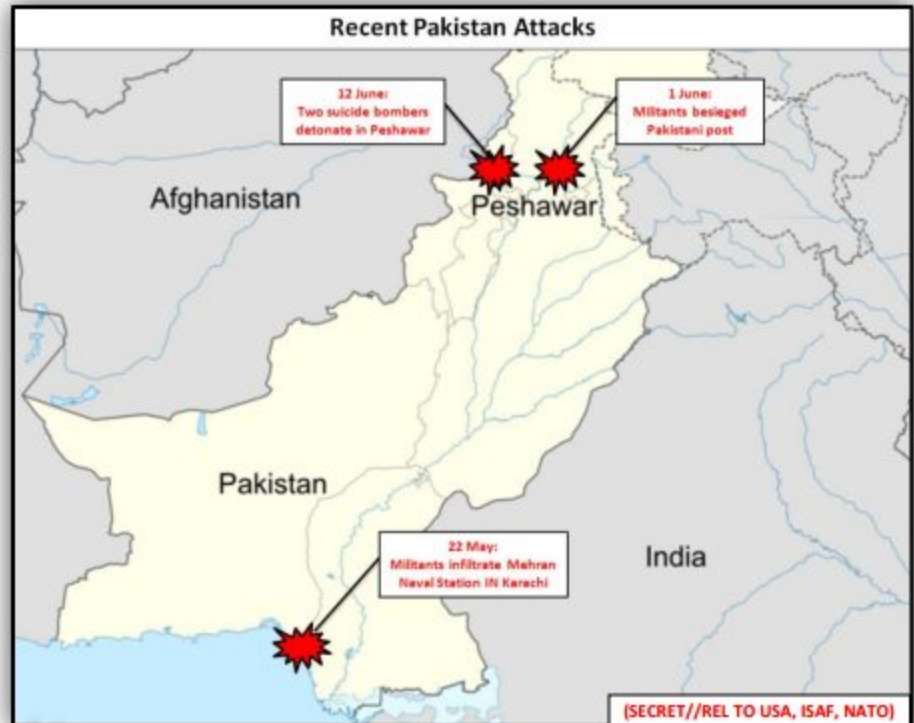 Recent Pakistan Attacks
12 June:
Two suicide bombers
detonate in Peshawar
1 June:
Militants besieged
Pakistani post
Afghanistan
Peshawar
Pakistan
22 May:
Militants infiltrate Mehran
Naval Station IN Karachi
India
(SECRET//REL TO USA, ISAF, NATO)